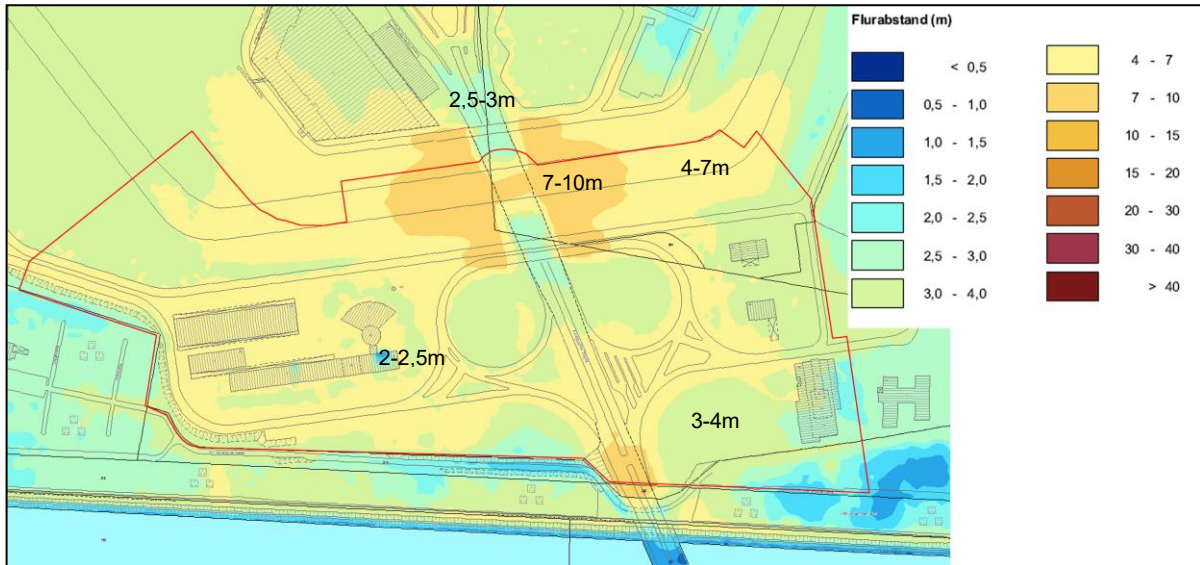 Flurabstand (m)
< 0,5
0,5 - 1,0
1,0 - 1,5
1,5 - 2,0
2,0 - 2,5
2,5 - 3,0
3,0 - 4,0
4 - 7
7 - 10
10 - 15
15 - 20
20 - 30
30 - 40
> 40
2,5-3m
7-10m
4-7m
2-2,5m
3-4m